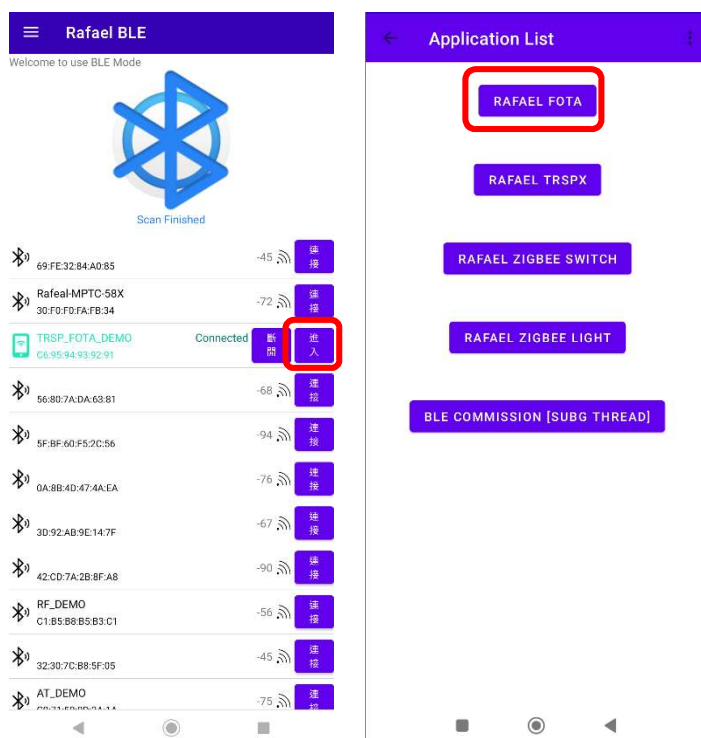 Rafael BLE
Welcome to use BLE Mode
Scan Finished
69:FE:32:84:A0:85
-45
連接
Rafeal-MPTC-58X
30:F0:FD:FA:FB:34
-72
連接
TRSP_FOTA_DEMO
C6:95:94:93:92:91
Connected
斷開
進入
56:80:7A:DA:63:81
-68
連接
5F:BF:60:F5:2C:56
-94
連接
0A:8B:4D:47:4A:EA
-76
連接
3D:92:AB:9E:14:7F
-67
連接
42:CD:7A:2B:8F:A8
-90
連接
RF_DEMO
C1:B5:B8:B5:B3:C1
-56
連接
32:30:7C:B8:5F:05
-45
連接
AT_DEMO
-75
連接
Application List
RAFAEL FOTA
RAFAEL TRSPX
RAFAEL ZIGBEE SWITCH
RAFAEL ZIGBEE LIGHT
BLE COMMISSION [SUBG THREAD]